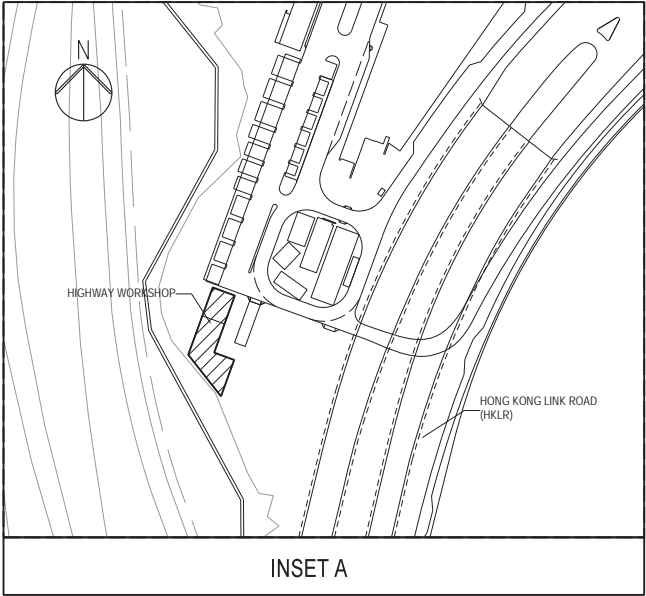 N
HIGHWAY WORKSHOP
HONG KONG LINK ROAD
(HKLR)
INSET A